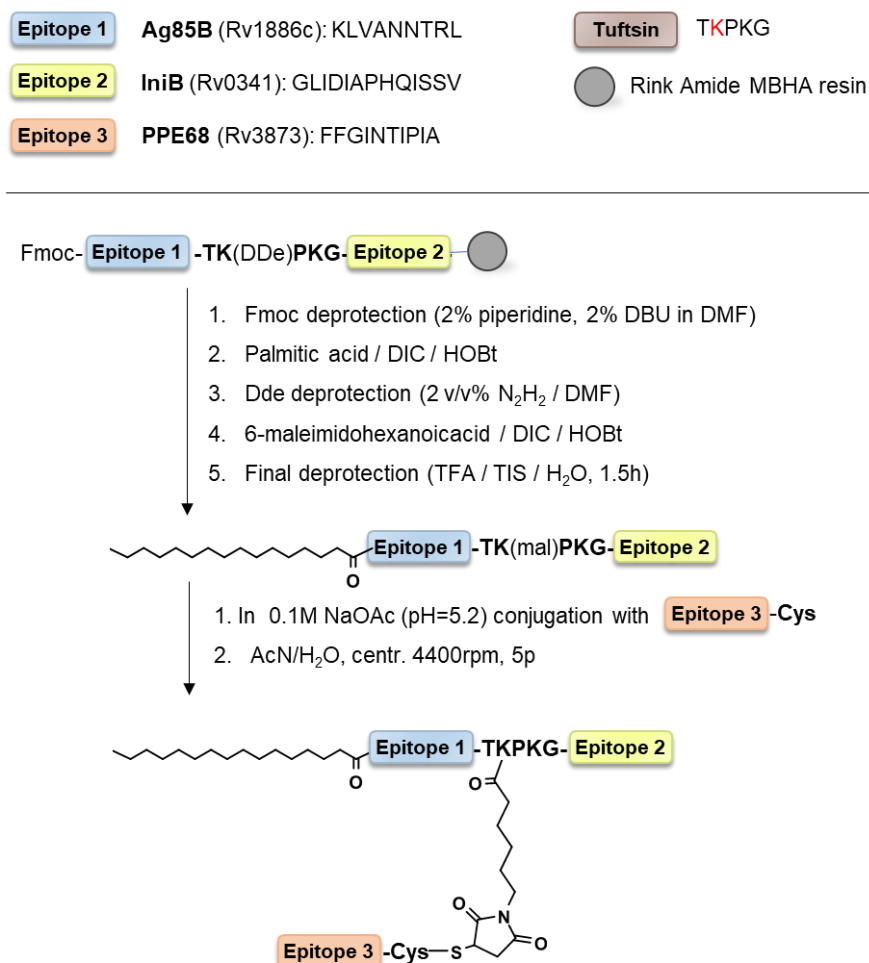 Epitope 1 Ag85B (Rv1886c): KLVANNTRL Tuftsin TKPKG
Epitope 2 IniB (Rv0341): GLIDIAPHQISSV Rink Amide MBHA resin
Epitope 3 PPE68 (Rv3873): FFGINTIPIA
Fmoc-Epitope 1-TK(DDe)PKG-Epitope 2
1. Fmoc deprotection (2% piperidine, 2% DBU in DMF)
2. Palmitic acid / DIC / HOBt
3. Dde deprotection (2 v/v% N₂H₂ / DMF)
4. 6-maleimidohexanoicacid / DIC / HOBt
5. Final deprotection (TFA / TIS / H₂O, 1.5h)
Epitope 1-TK(mal)PKG-Epitope 2
O
1. In 0.1M NaOAc (pH=5.2) conjugation with Epitope 3-Cys
2. AcN/H₂O, centr. 4400rpm, 5p
Epitope 1-TKPKG-Epitope 2
O
O
O N
O
Epitope 3-Cys-S